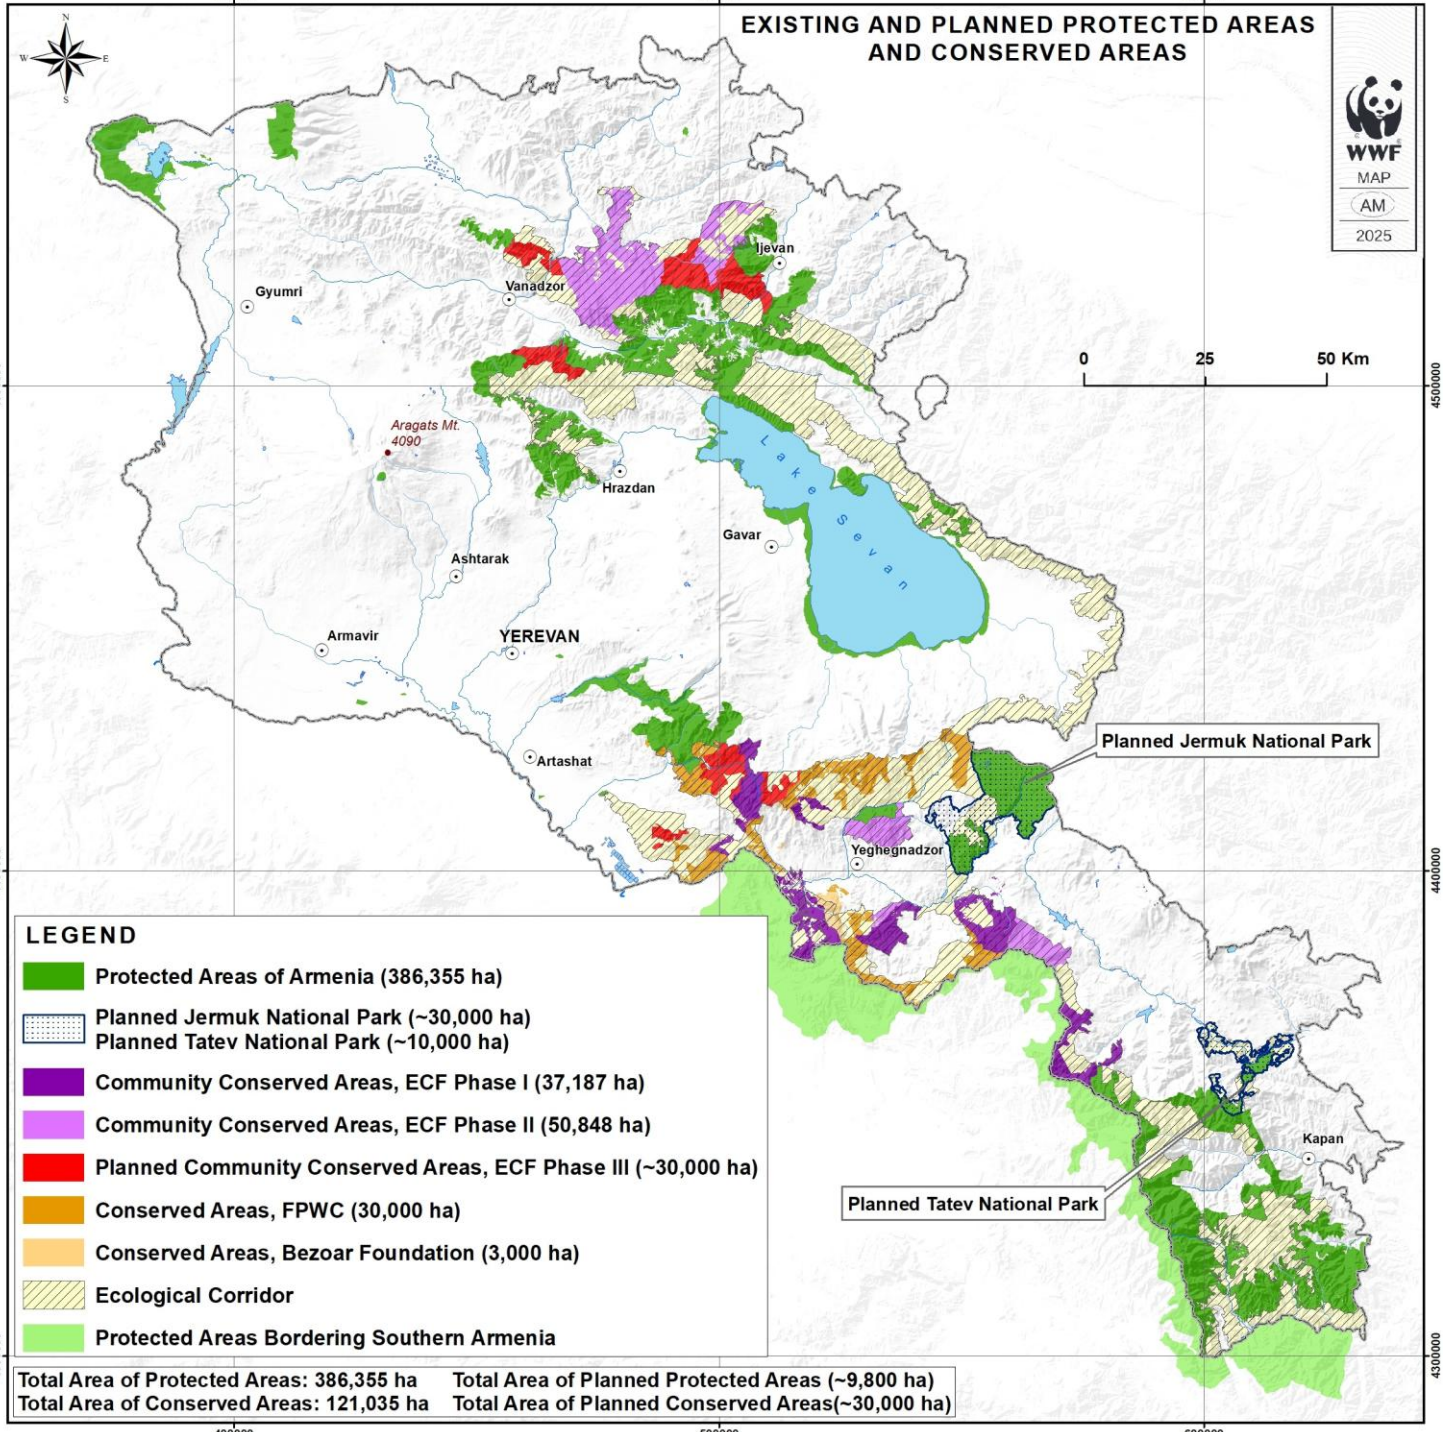 EXISTING AND PLANNED PROTECTED AREAS
AND CONSERVED AREAS
N
W
E
S
WWF
MAP
AM
2025
Ijevan
Vanadzor
Gyumri
0 25 50 Km
4500000
Aragats Mt.
4090
Lake Sevan
Hrazdan
Gavar
Ashtarak
Armavir
YEREVAN
Planned Jermuk National Park
Artashat
Yeghegnadzor
4400000
Kapan
Planned Tatev National Park
LEGEND
Protected Areas of Armenia (386,355 ha)
Planned Jermuk National Park (~30,000 ha)
Planned Tatev National Park (~10,000 ha)
Community Conserved Areas, ECF Phase I (37,187 ha)
Community Conserved Areas, ECF Phase II (50,848 ha)
Planned Community Conserved Areas, ECF Phase III (~30,000 ha)
Conserved Areas, FPWC (30,000 ha)
Conserved Areas, Bezoar Foundation (3,000 ha)
Ecological Corridor
Protected Areas Bordering Southern Armenia
4300000
Total Area of Protected Areas: 386,355 ha Total Area of Planned Protected Areas (~9,800 ha)
Total Area of Conserved Areas: 121,035 ha Total Area of Planned Conserved Areas(~30,000 ha)